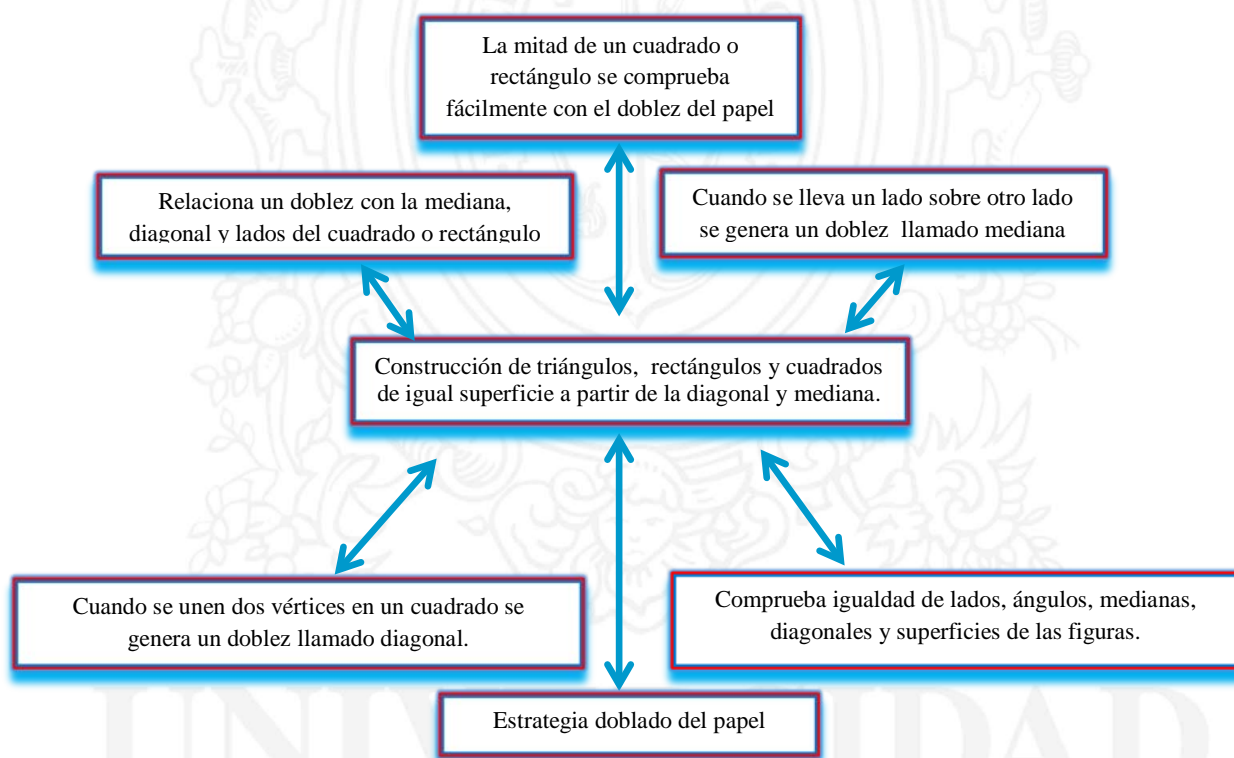 La mitad de un cuadrado o
rectángulo se comprueba
fácilmente con el doblez del papel
Relaciona un doblez con la mediana,
diagonal y lados del cuadrado o rectángulo
Cuando se lleva un lado sobre otro lado
se genera un doblez llamado mediana
Construcción de triángulos, rectángulos y cuadrados
de igual superficie a partir de la diagonal y mediana.
Cuando se unen dos vértices en un cuadrado se
genera un doblez llamado diagonal.
Comprueba igualdad de lados, ángulos, medianas,
diagonales y superficies de las figuras.
Estrategia doblado del papel